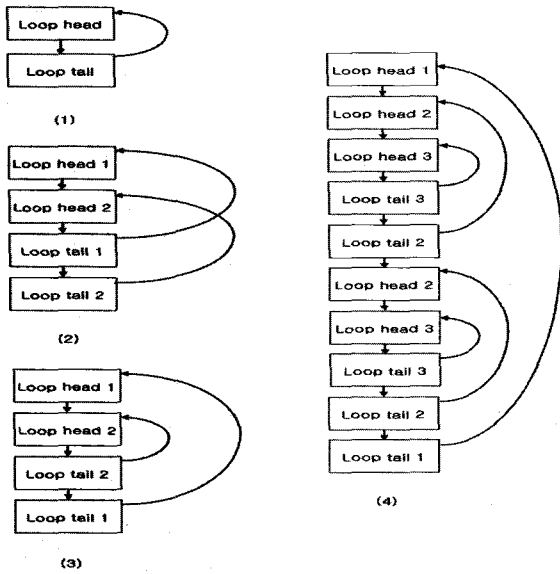 Loop head
Loop tail
(1)
Loop head 1
Loop head 2
Loop tail 1
Loop tail 2
(2)
Loop head 1
Loop head 2
Loop tail 2
Loop tail 1
(3)
Loop head 1
Loop head 2
Loop head 3
Loop tail 3
Loop tail 2
Loop head 2
Loop head 3
Loop tail 3
Loop tail 2
Loop tail 1
(4)